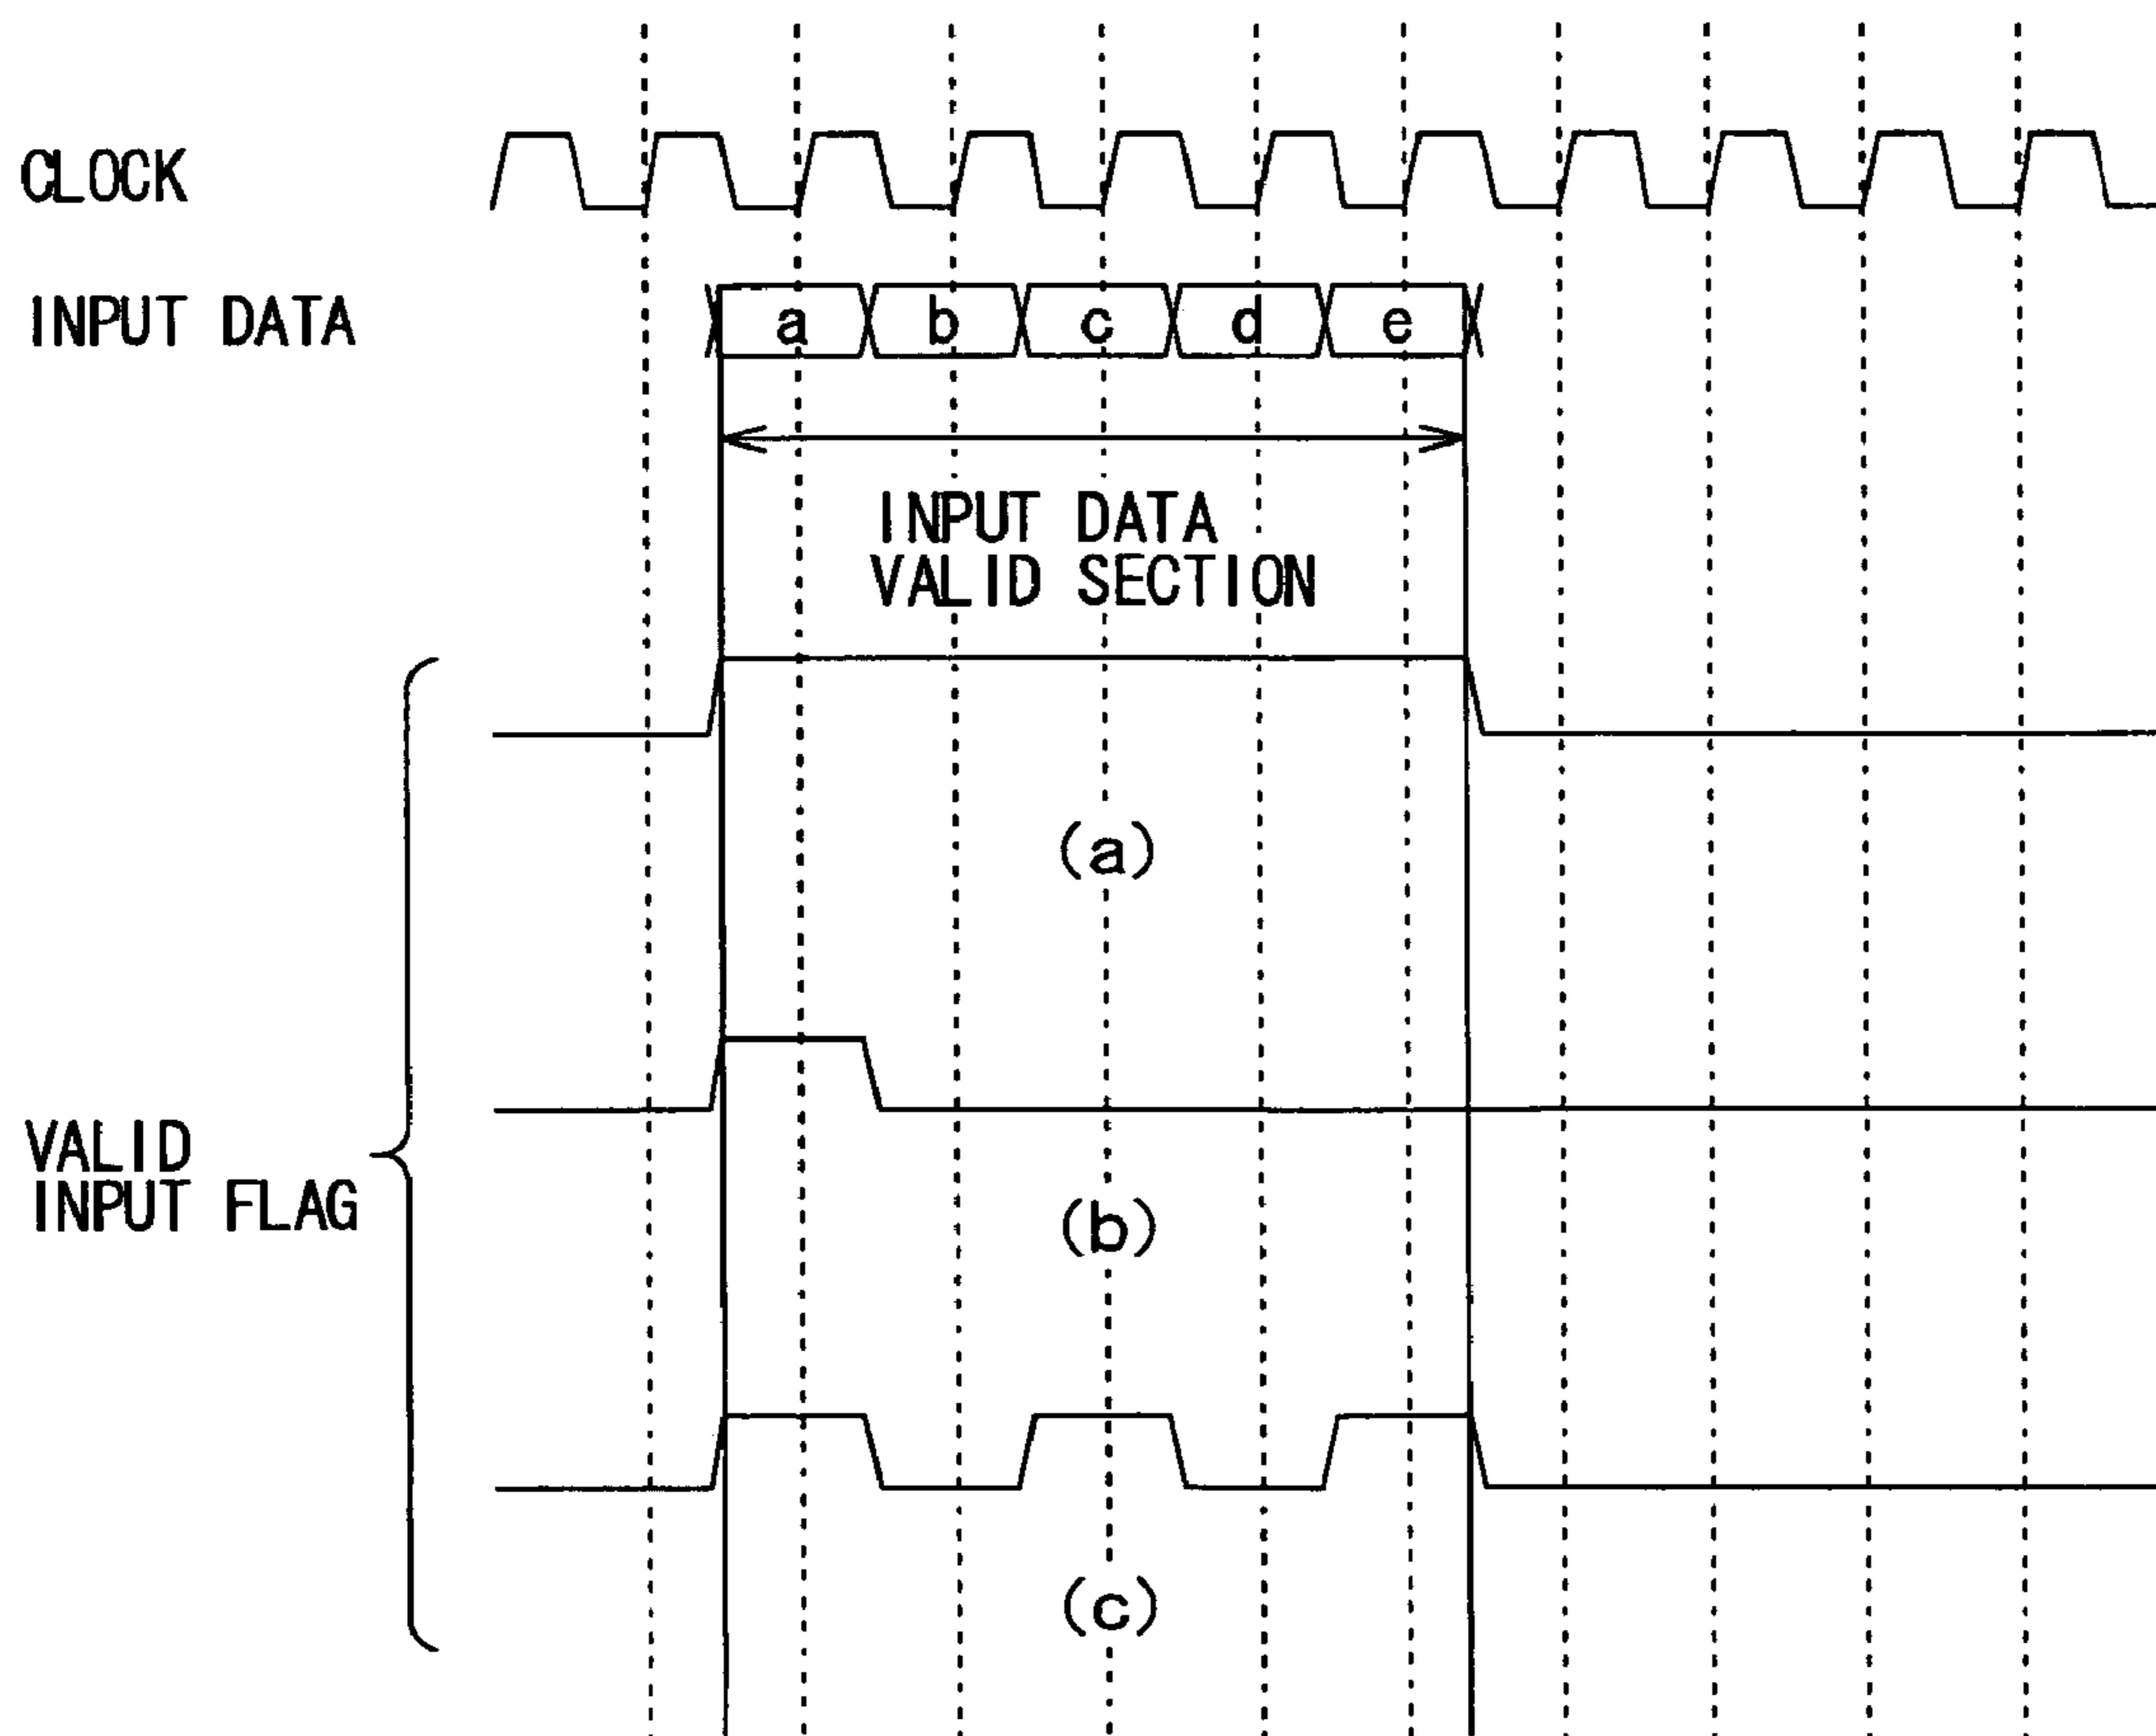 CLOCK
INPUT DATA
a b c d e
INPUT DATA
VALID SECTION
(a)
VALID
INPUT FLAG
(b)
(c)